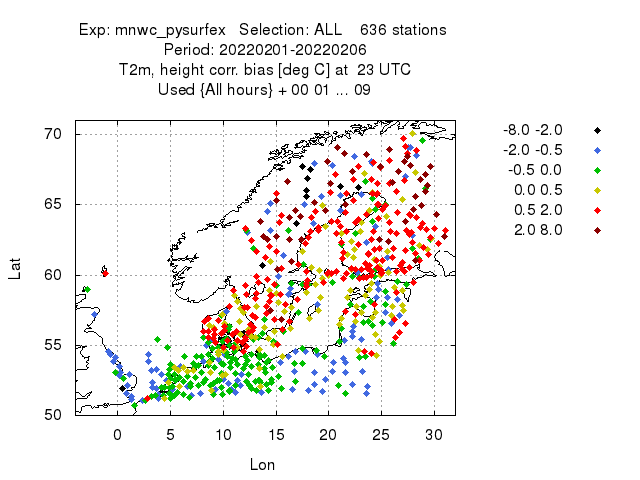 Exp: mnwc_pysurfex   Selection: ALL    636 stations
Period: 20220201-20220206
T2m, height corr. bias [deg C] at  23 UTC
Used {All hours} + 00 01 ... 09
70
65
60
55
50
0 5 10 15 20 25 30
Lat
Lon
-8.0 -2.0
-2.0 -0.5
-0.5 0.0
0.0 0.5
0.5 2.0
2.0 8.0